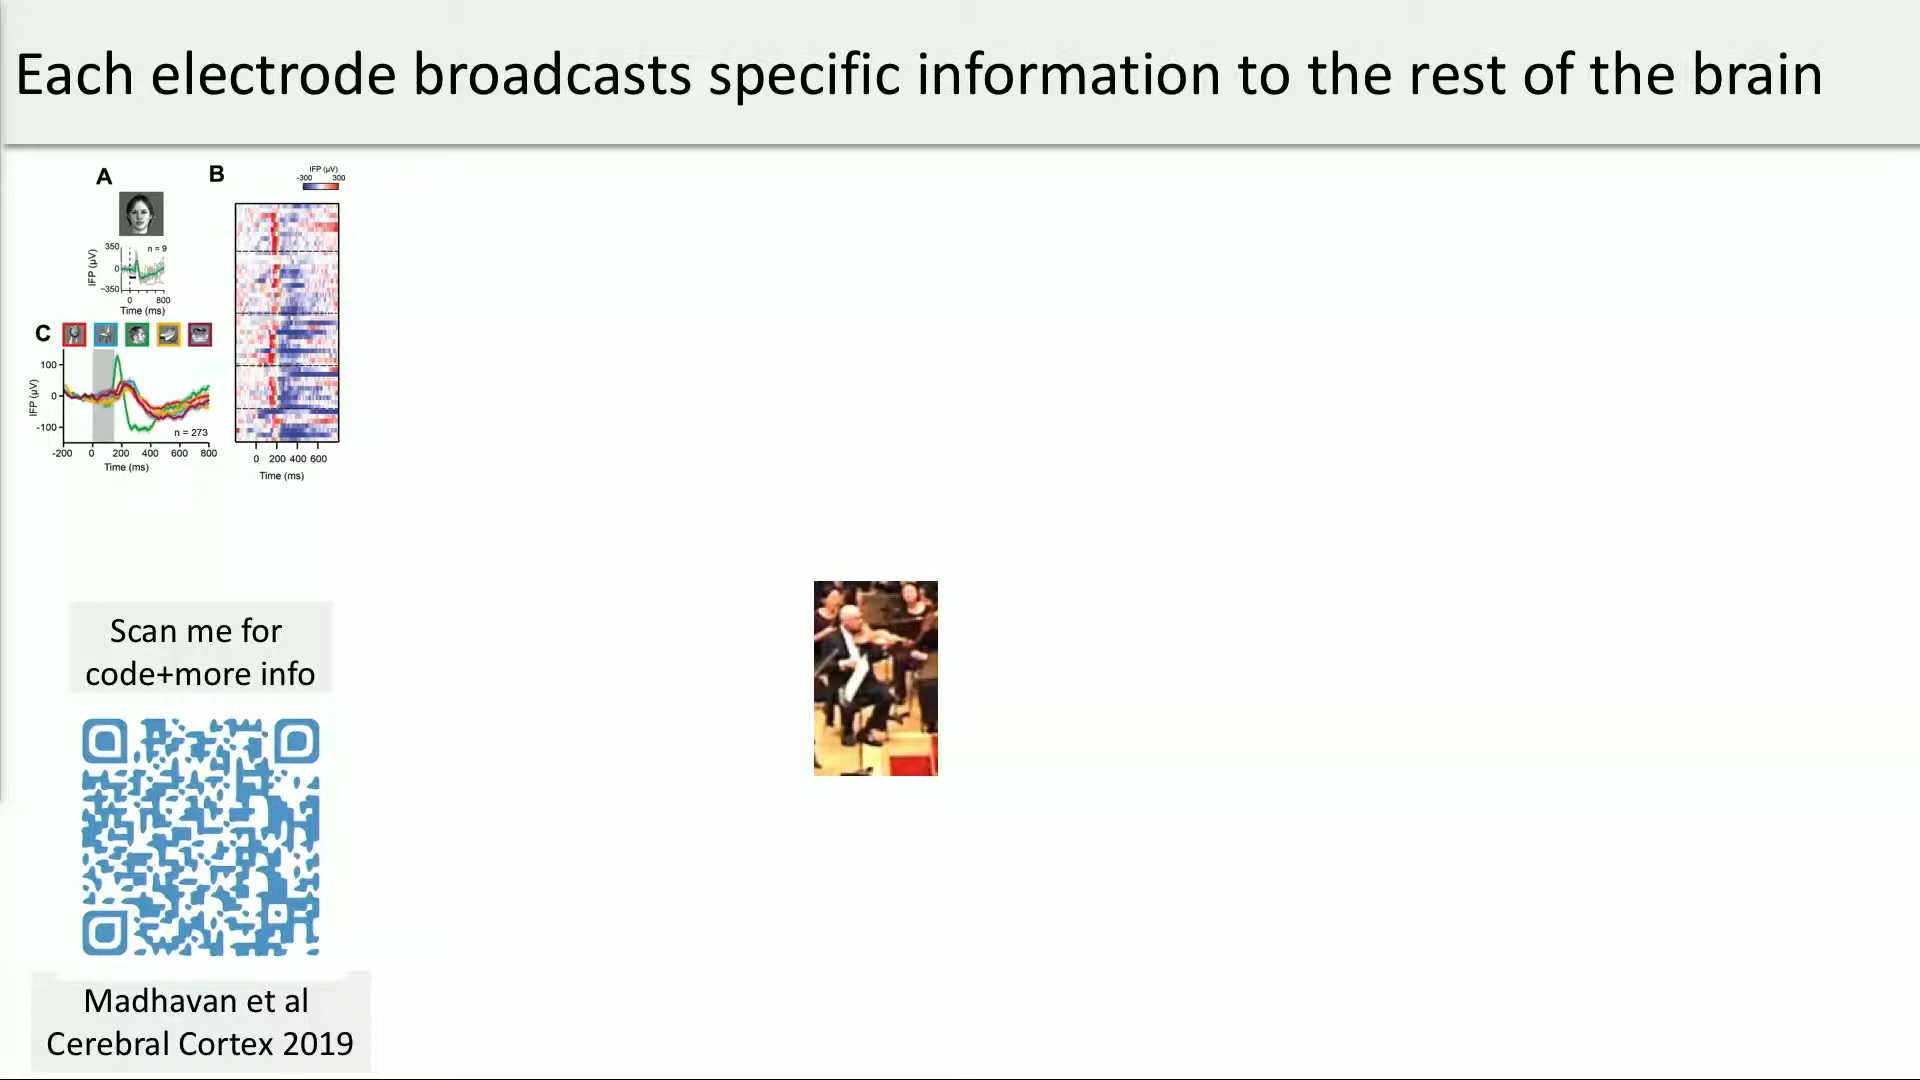 Each electrode broadcasts specific information to the rest of the brain
A
B
IFP (µV)
-300 300
350
n = 9
IFP (µV)
0
−350
0 800
Time (ms)
C
100
IFP (µV)
0
-100
n = 273
-200 0 200 400 600 800
Time (ms)
0 200 400 600
Time (ms)
Scan me for
code+more info
Madhavan et al
Cerebral Cortex 2019